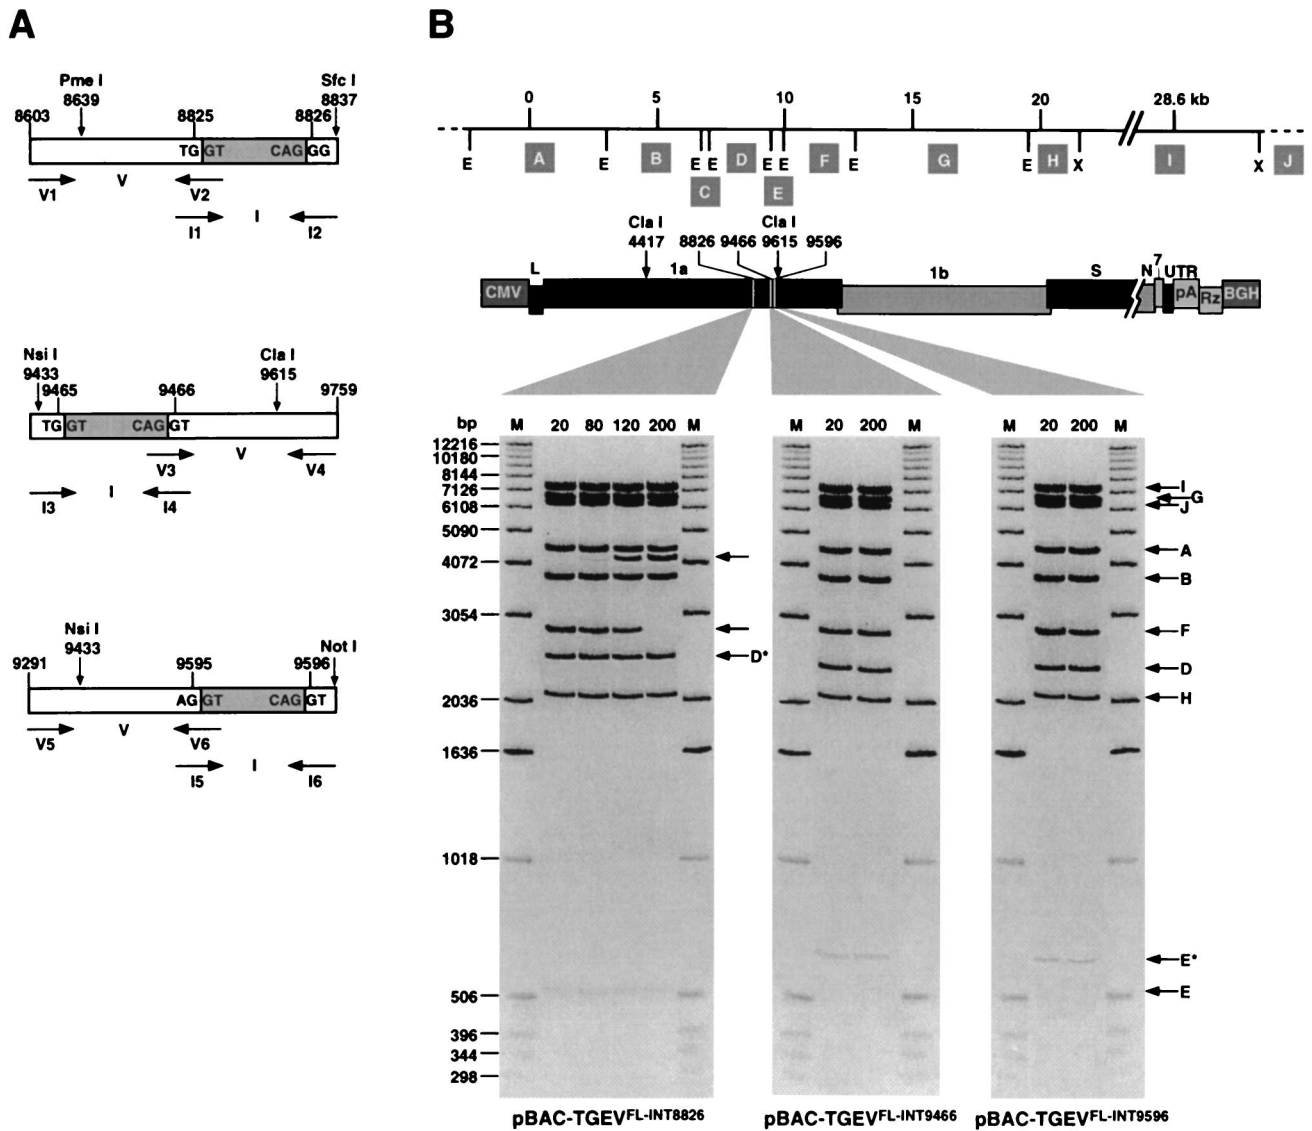 A
Pme I
Sfc I
8603
8639
8825
8826
8837
TG GT CAG GG
V1 V V2
I1 I I2
Nsi I
9433
Cla I
9615
9465
9466
9759
TG GT CAG GT
V3 V V4
I3 I I4
Nsi I
9433
Not I
9291
9595
9596
AG GT CAG GT
V5 V V6
I5 I I6
B
0 5 10 15 20 28.6 kb
E A E B E E D E E F E G E H X I X J
C E
Cla I Cla I
4417 8826 9466 9615 9596
L 1a 1b S N 7 UTR
CMV pA Rz BGH
bp M 20 80 120 200 M
M 20 200 M
M 20 200 M
12216
10180
8144
7126
6108
5090
4072
3054
2036
1636
1018
506
396
344
298
D*
I
G
J
A
B
F
D
H
E*
E
pBAC-TGEVFL-INT8826
pBAC-TGEVFL-INT9466
pBAC-TGEVFL-INT9596